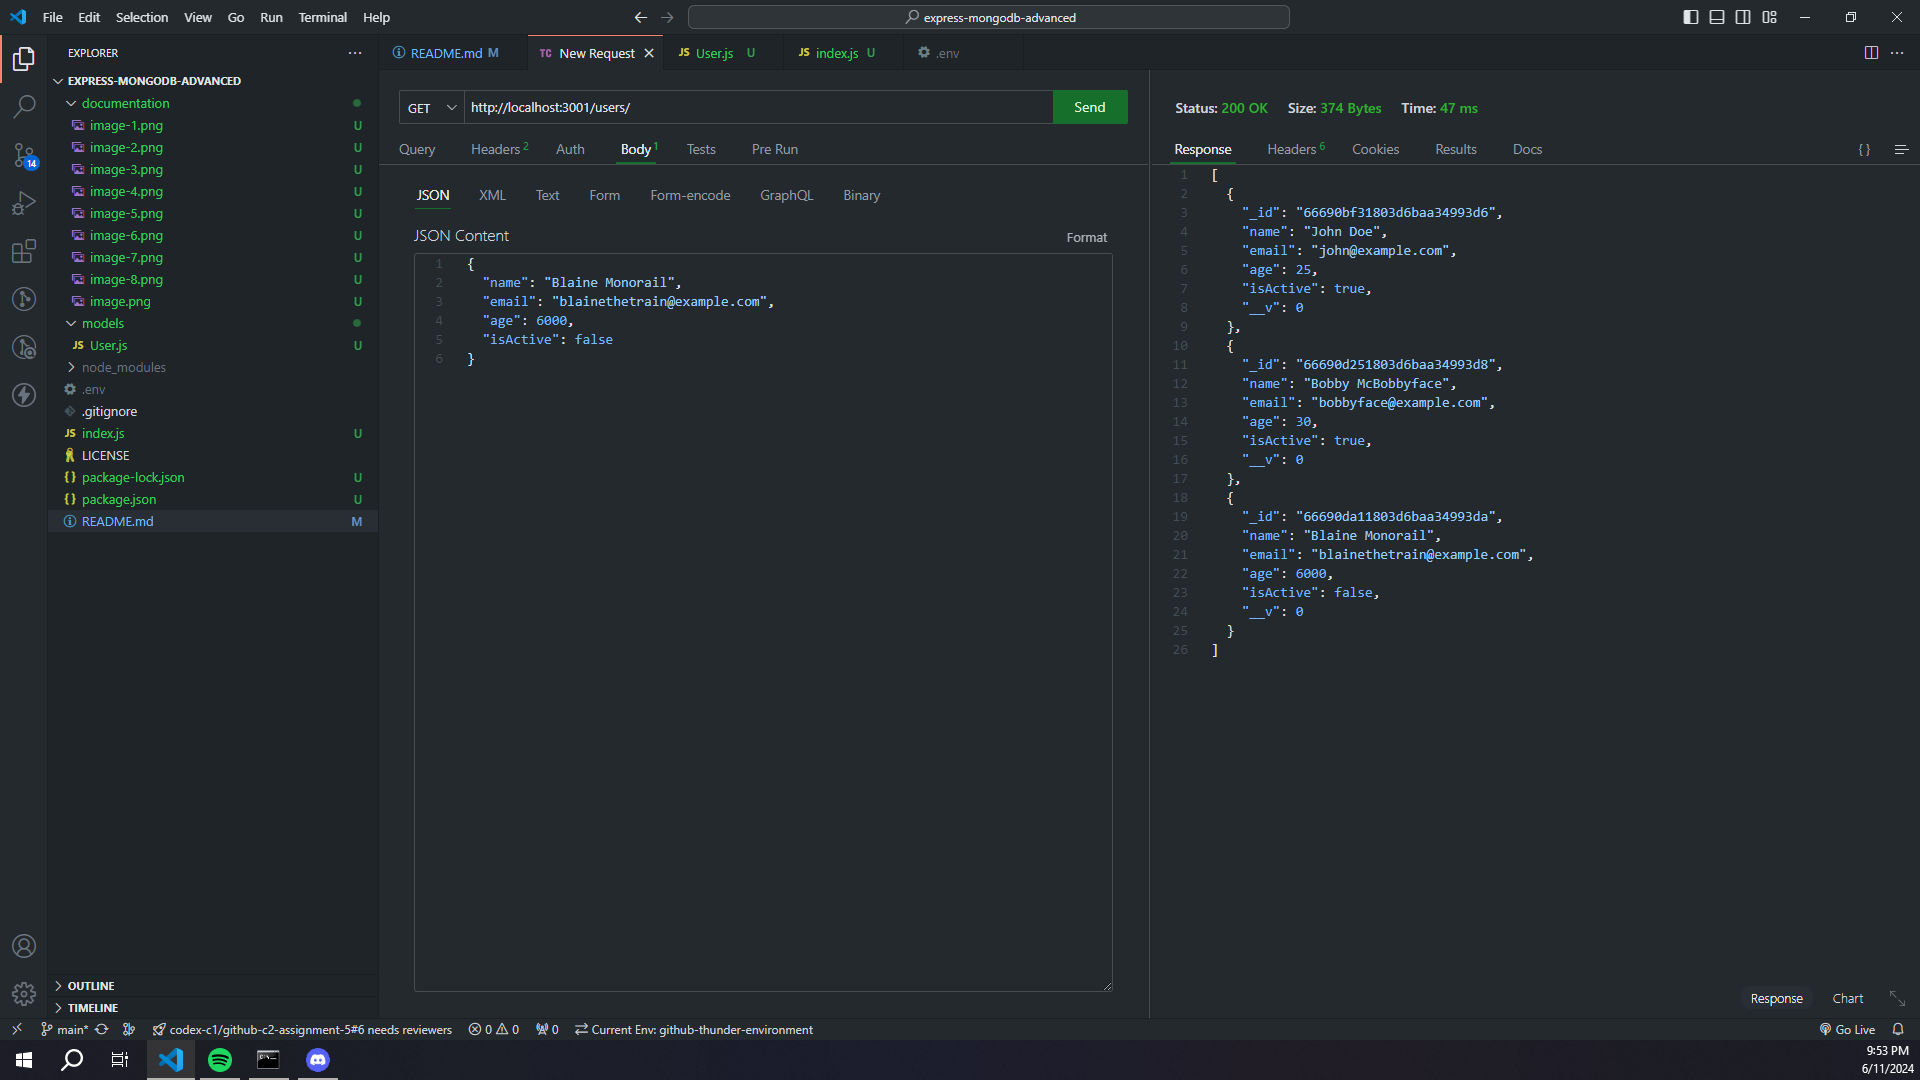 File Edit Selection View Go Run Terminal Help
express-mongodb-advanced
EXPLORER
EXPRESS-MONGODB-ADVANCED
documentation
image-1.png U
image-2.png U
image-3.png U
image-4.png U
image-5.png U
image-6.png U
image-7.png U
image-8.png U
image.png U
models
JS User.js U
node_modules
.env
.gitignore
JS index.js U
LICENSE
{} package-lock.json U
{} package.json U
README.md M
OUTLINE
TIMELINE
14
README.md M
TC New Request
JS User.js U
JS index.js U
.env
GET http://localhost:3001/users/ Send
Query Headers 2 Auth Body 1 Tests Pre Run
JSON XML Text Form Form-encode GraphQL Binary
JSON Content Format
1 {
2 "name": "Blaine Monorail",
3 "email": "blainethetrain@example.com",
4 "age": 6000,
5 "isActive": false
6 }
Status: 200 OK Size: 374 Bytes Time: 47 ms
Response Headers 6 Cookies Results Docs {}
1 [
2 {
3 "_id": "66690bf31803d6baa34993d6",
4 "name": "John Doe",
5 "email": "john@example.com",
6 "age": 25,
7 "isActive": true,
8 "__v": 0
9 },
10 {
11 "_id": "66690d251803d6baa34993d8",
12 "name": "Bobby McBobbyface",
13 "email": "bobbyface@example.com",
14 "age": 30,
15 "isActive": true,
16 "__v": 0
17 },
18 {
19 "_id": "66690da11803d6baa34993da",
20 "name": "Blaine Monorail",
21 "email": "blainethetrain@example.com",
22 "age": 6000,
23 "isActive": false,
24 "__v": 0
25 }
26 ]
Response Chart
main* codex-c1/github-c2-assignment-5#6 needs reviewers 0 0 0 Current Env: github-thunder-environment Go Live
9:53 PM
6/11/2024